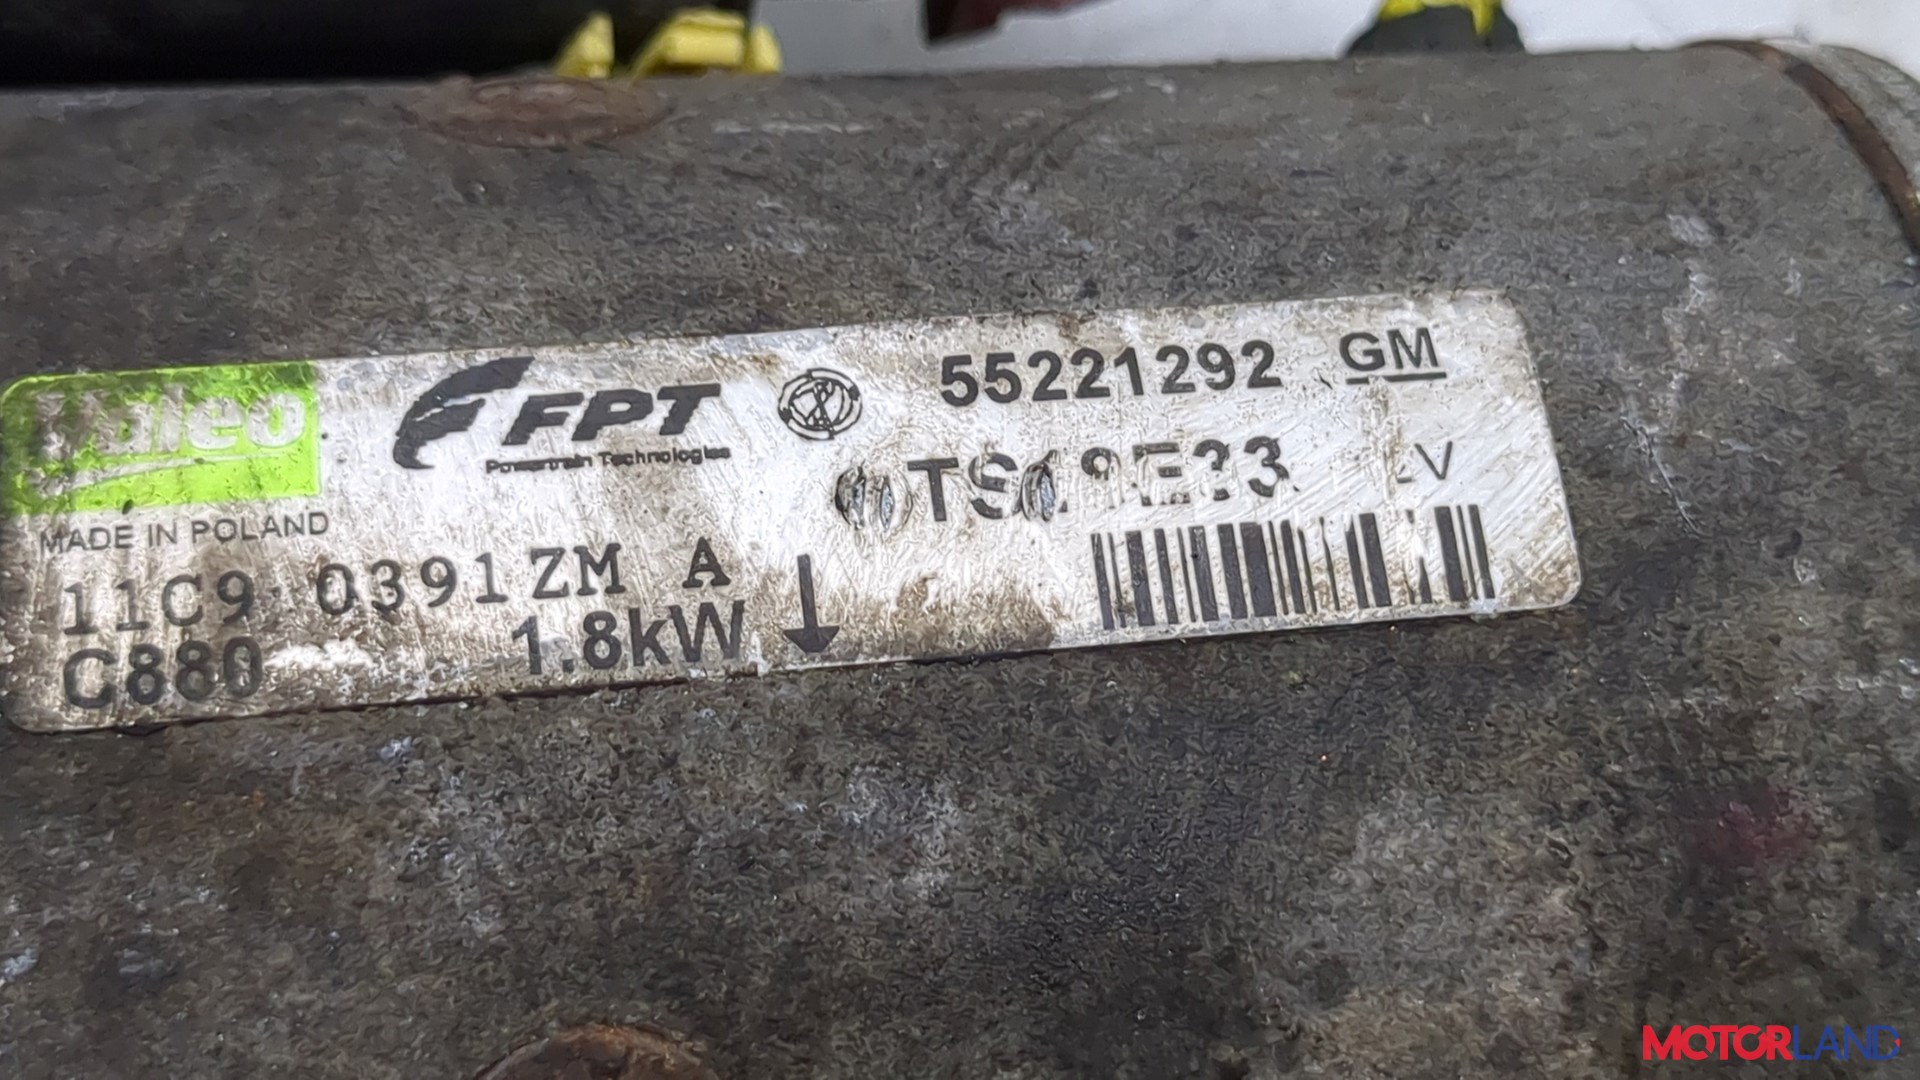 Valeo
FPT
Powertrain Technologies
55221292 GM
MADE IN POLAND
11C9 0391ZM A
C880 1.8kW
MOTORLAND